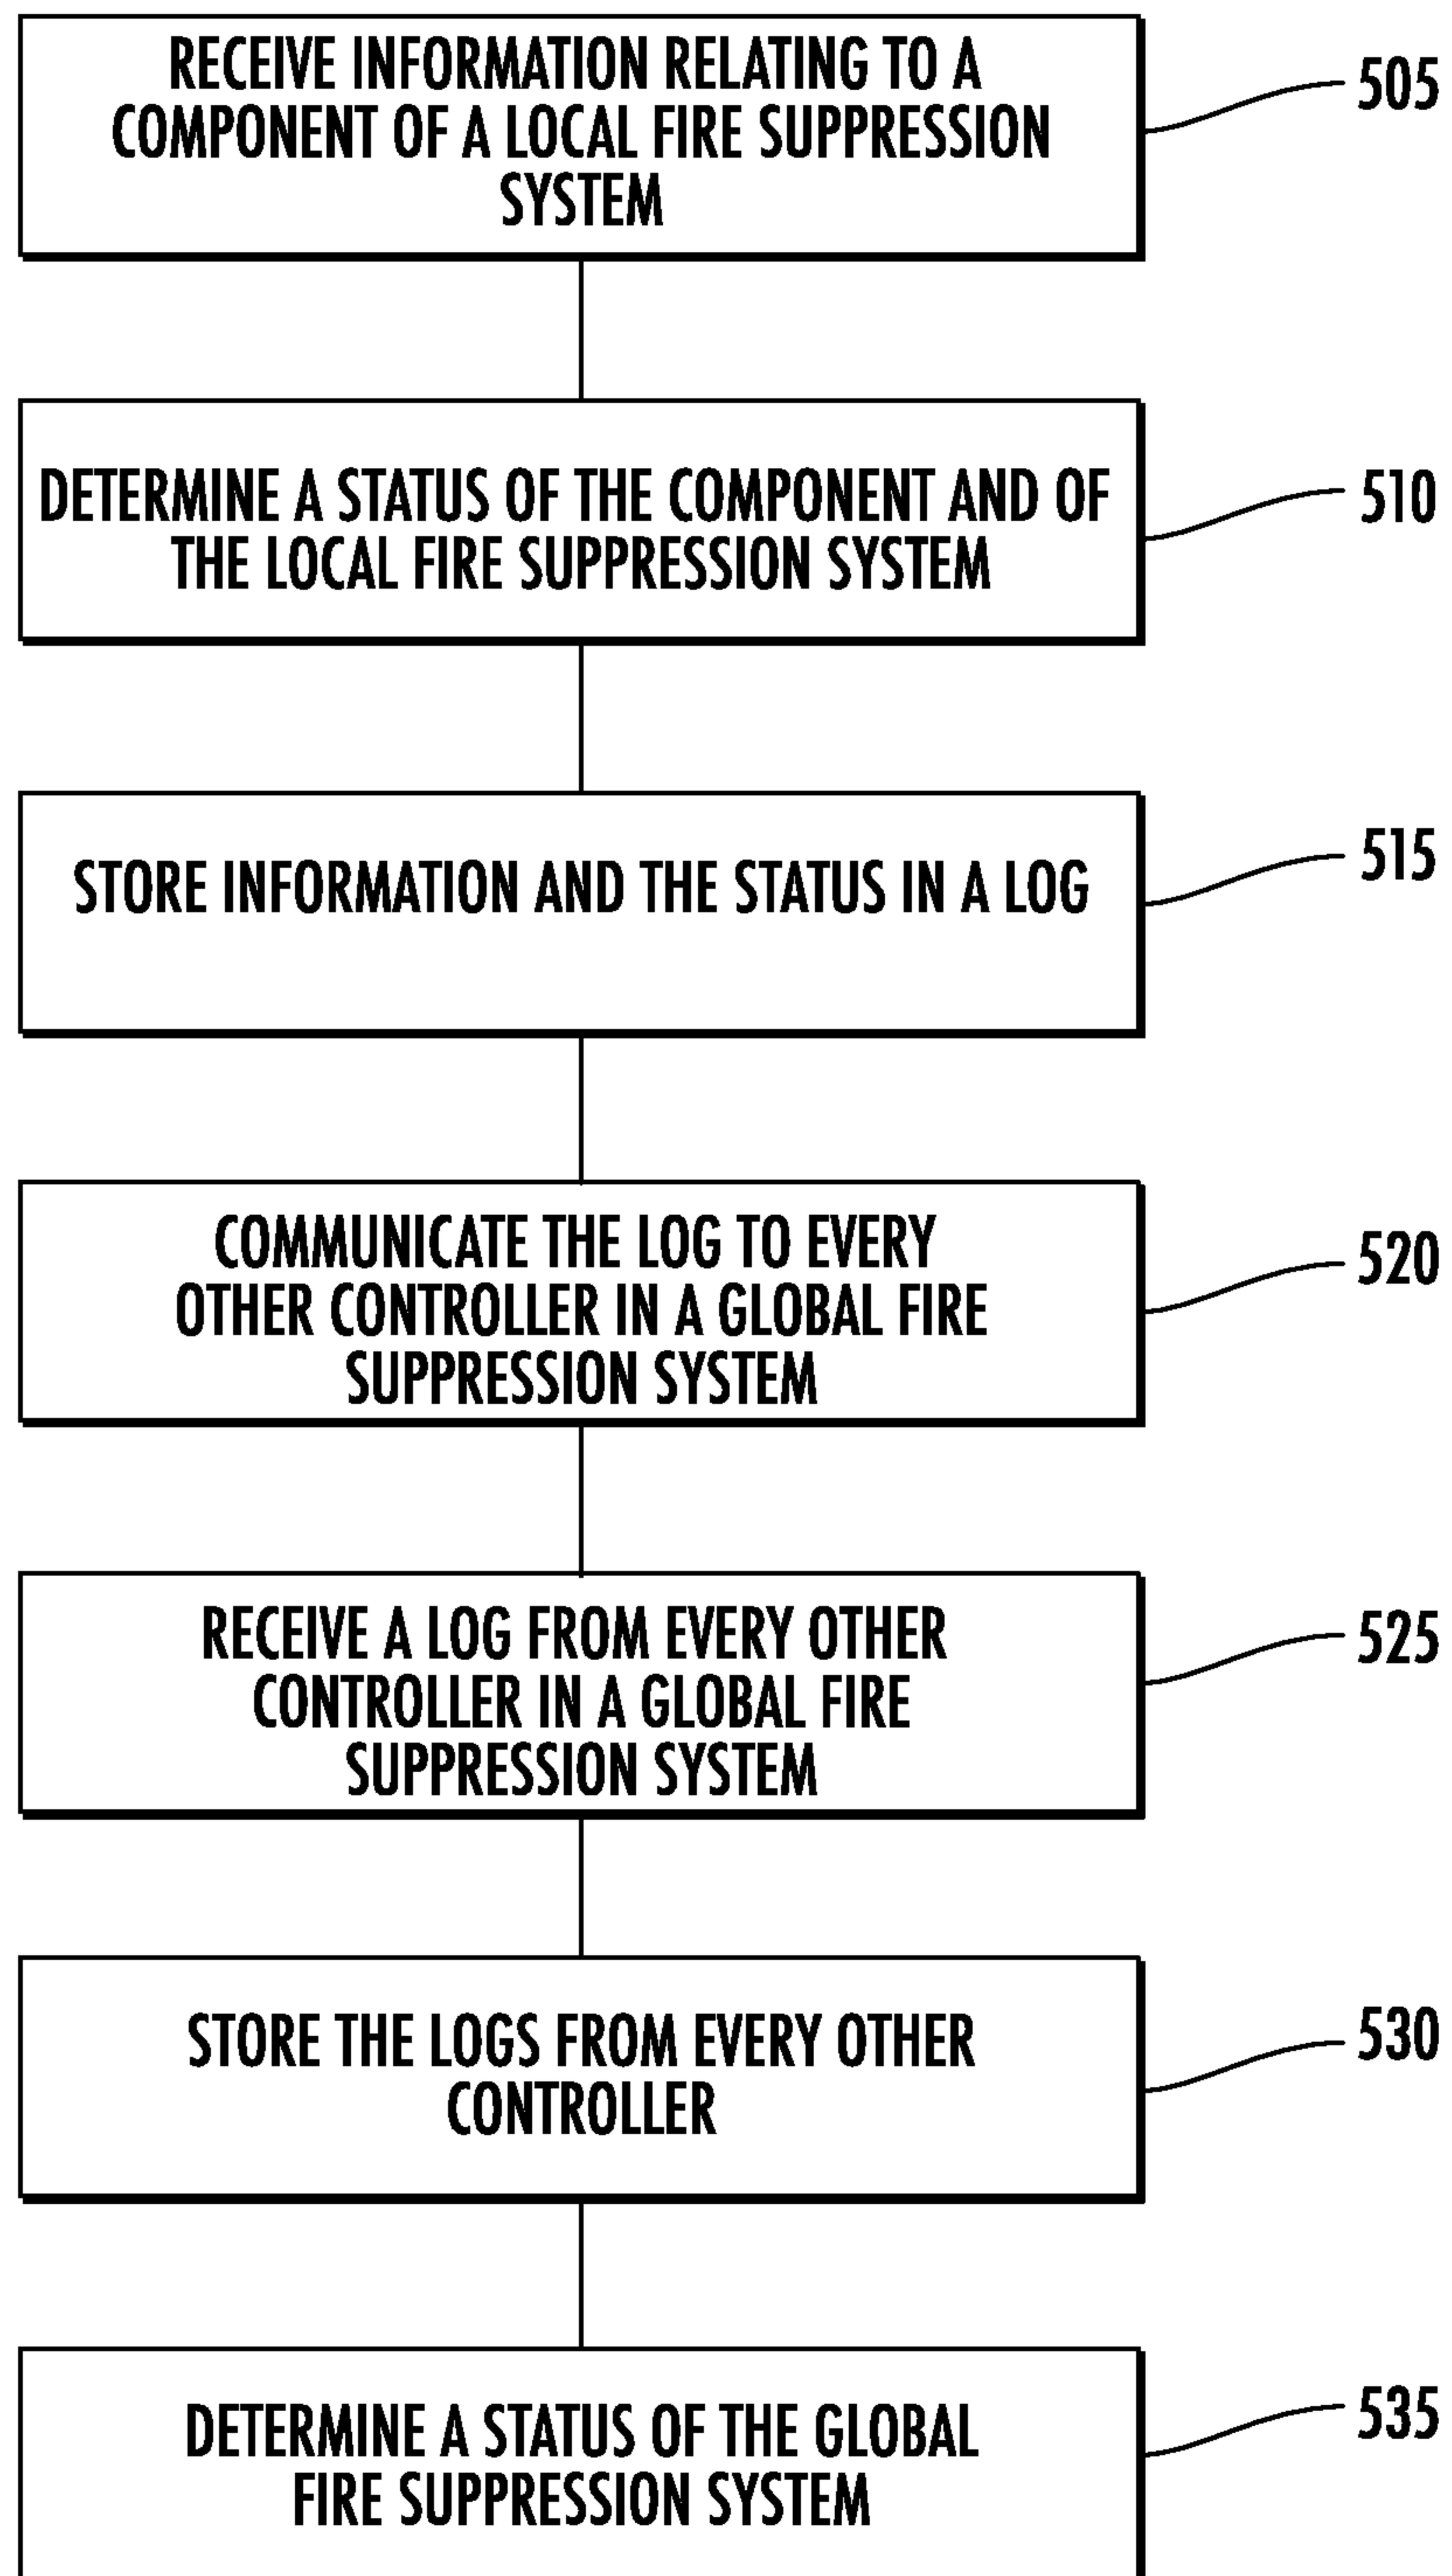 RECEIVE INFORMATION RELATING TO A
COMPONENT OF A LOCAL FIRE SUPPRESSION
SYSTEM
505
DETERMINE A STATUS OF THE COMPONENT AND OF
THE LOCAL FIRE SUPPRESSION SYSTEM
510
STORE INFORMATION AND THE STATUS IN A LOG
515
COMMUNICATE THE LOG TO EVERY
OTHER CONTROLLER IN A GLOBAL FIRE
SUPPRESSION SYSTEM
520
RECEIVE A LOG FROM EVERY OTHER
CONTROLLER IN A GLOBAL FIRE
SUPPRESSION SYSTEM
525
STORE THE LOGS FROM EVERY OTHER
CONTROLLER
530
DETERMINE A STATUS OF THE GLOBAL
FIRE SUPPRESSION SYSTEM
535